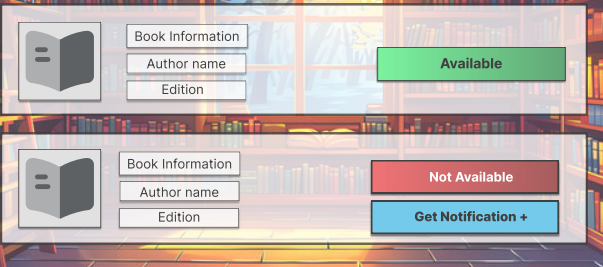 Book Information
Author name
Edition
Available
Book Information
Author name
Edition
Not Available
Get Notification +